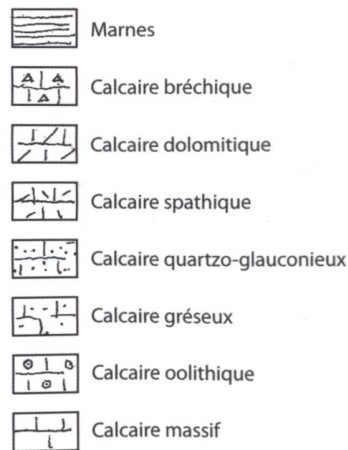 Marnes
Calcaire bréchique
Calcaire dolomitique
Calcaire spathique
Calcaire quartzo-glauconieux
Calcaire gréseux
Calcaire oolithique
Calcaire massif